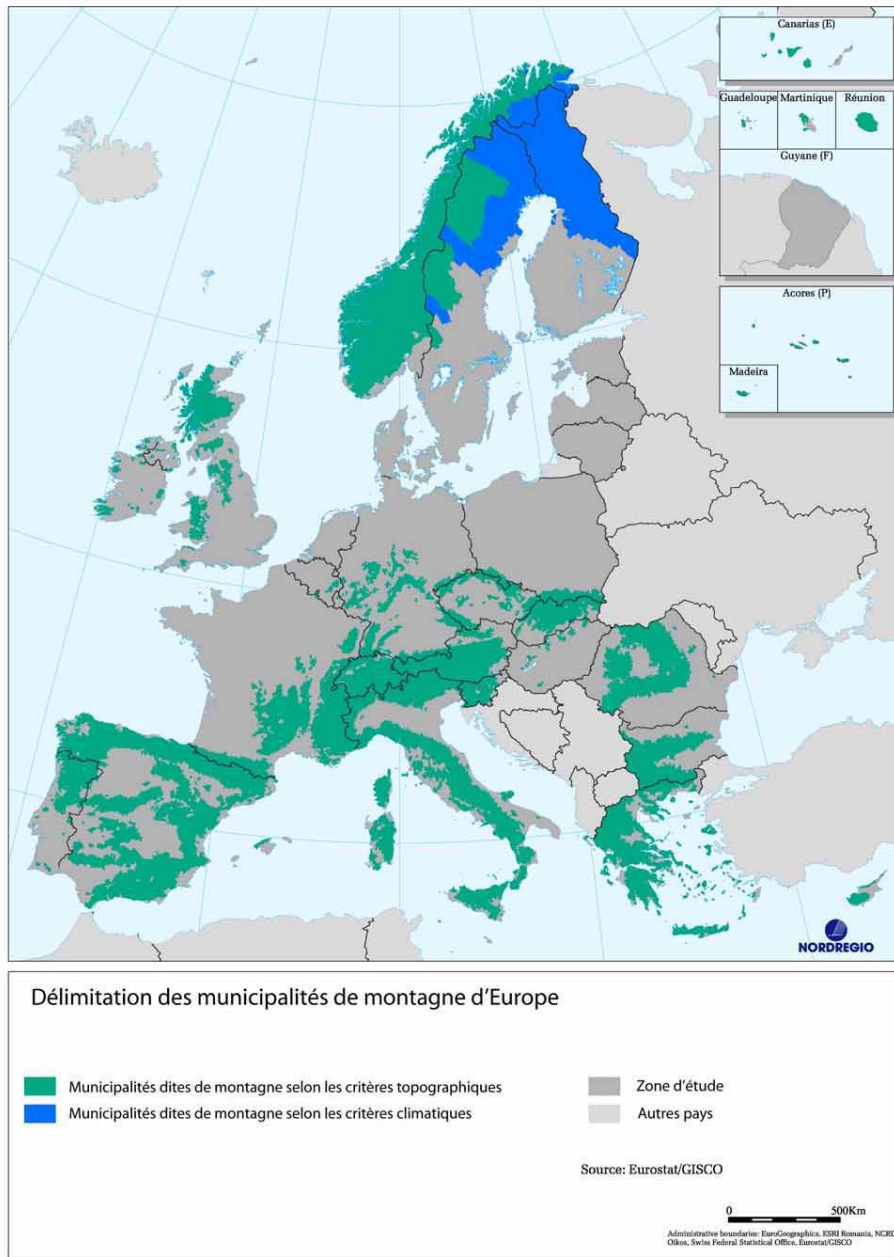 Canarias (E)
Guadeloupe
Martinique
Réunion
Guyane (F)
Acores (P)
Madeira
NORDREGIO
Délimitation des municipalités de montagne d'Europe
Municipalités dites de montagne selon les critères topographiques
Zone d'étude
Municipalités dites de montagne selon les critères climatiques
Autres pays
Source: Eurostat/GISCO
0 500Km
Administrative boundaries: EuroGeographics, ESRI Romania, NCRD
Oikos, Swiss Federal Statistical Office, Eurostat/GISCO